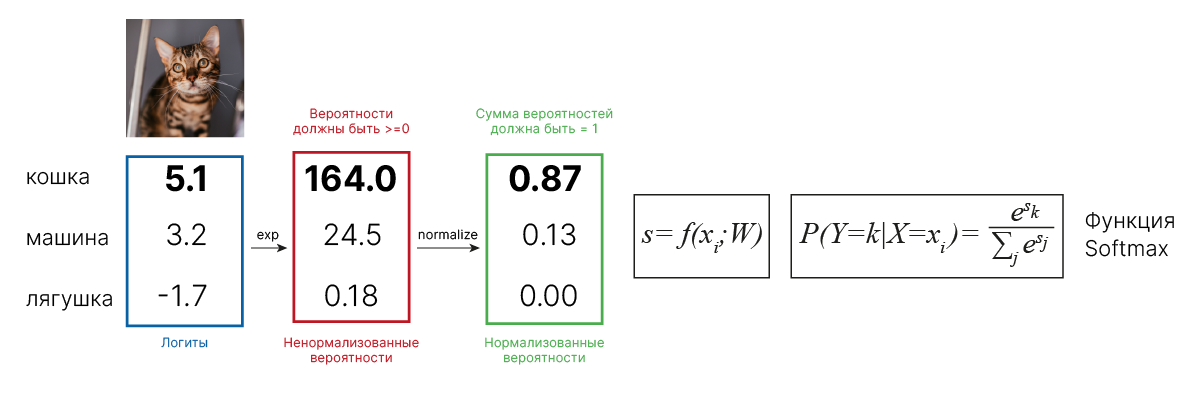 Вероятности
должны быть >=0
Сумма вероятностей
должна быть = 1
кошка 5.1 164.0 0.87
машина 3.2 exp 24.5 normalize 0.13
лягушка -1.7 0.18 0.00
Логиты
Ненормализованные
вероятности
Нормализованные
вероятности
s=f(x_i;W)
P(Y=k|X=x_i)= e^{s_k} / ∑_j e^{s_j}
Функция
Softmax